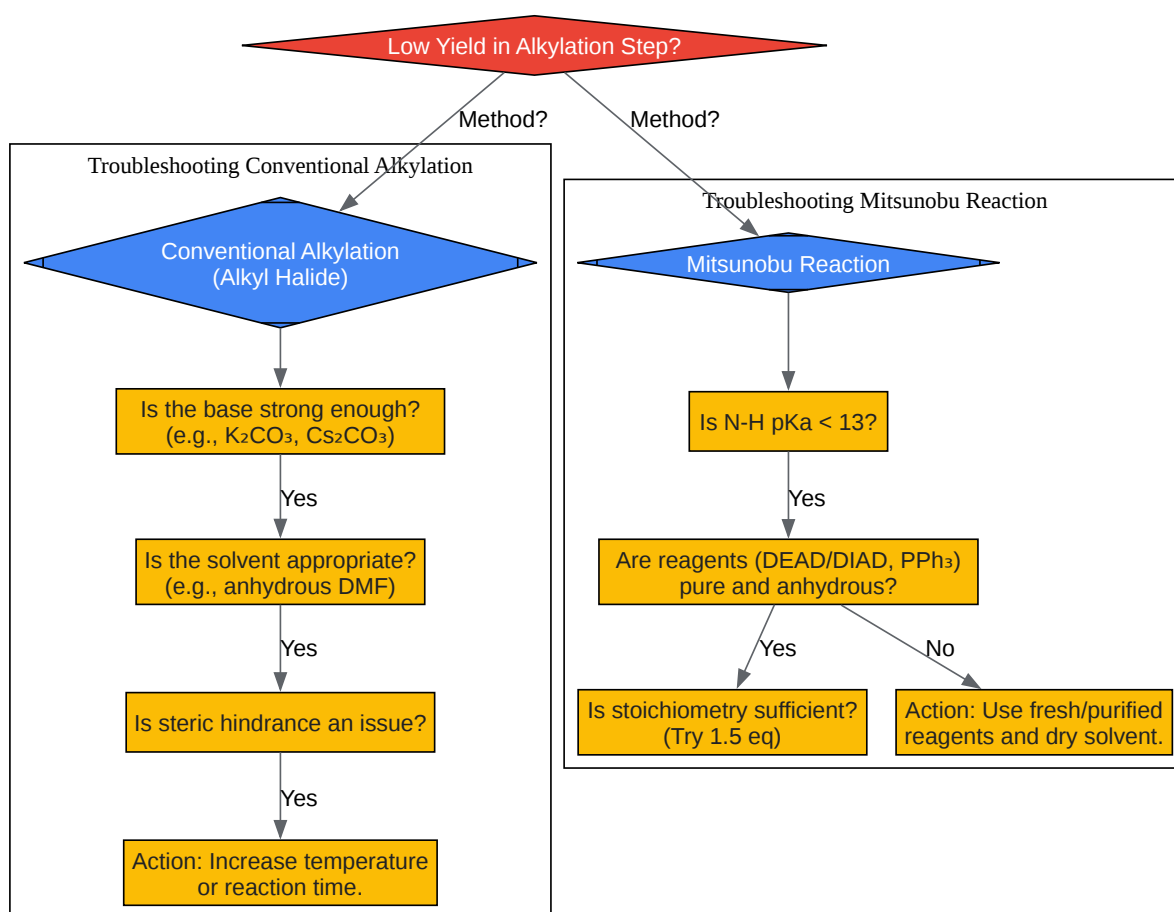 Low Yield in Alkylation Step?
Method?
Method?
Troubleshooting Conventional Alkylation
Conventional Alkylation
(Alkyl Halide)
Is the base strong enough?
(e.g., K₂CO₃, Cs₂CO₃)
Yes
Is the solvent appropriate?
(e.g., anhydrous DMF)
Yes
Is steric hindrance an issue?
Yes
Action: Increase temperature
or reaction time.
Troubleshooting Mitsunobu Reaction
Mitsunobu Reaction
Is N-H pKa < 13?
Yes
Are reagents (DEAD/DIAD, PPh₃)
pure and anhydrous?
Yes
No
Is stoichiometry sufficient?
(Try 1.5 eq)
Action: Use fresh/purified
reagents and dry solvent.